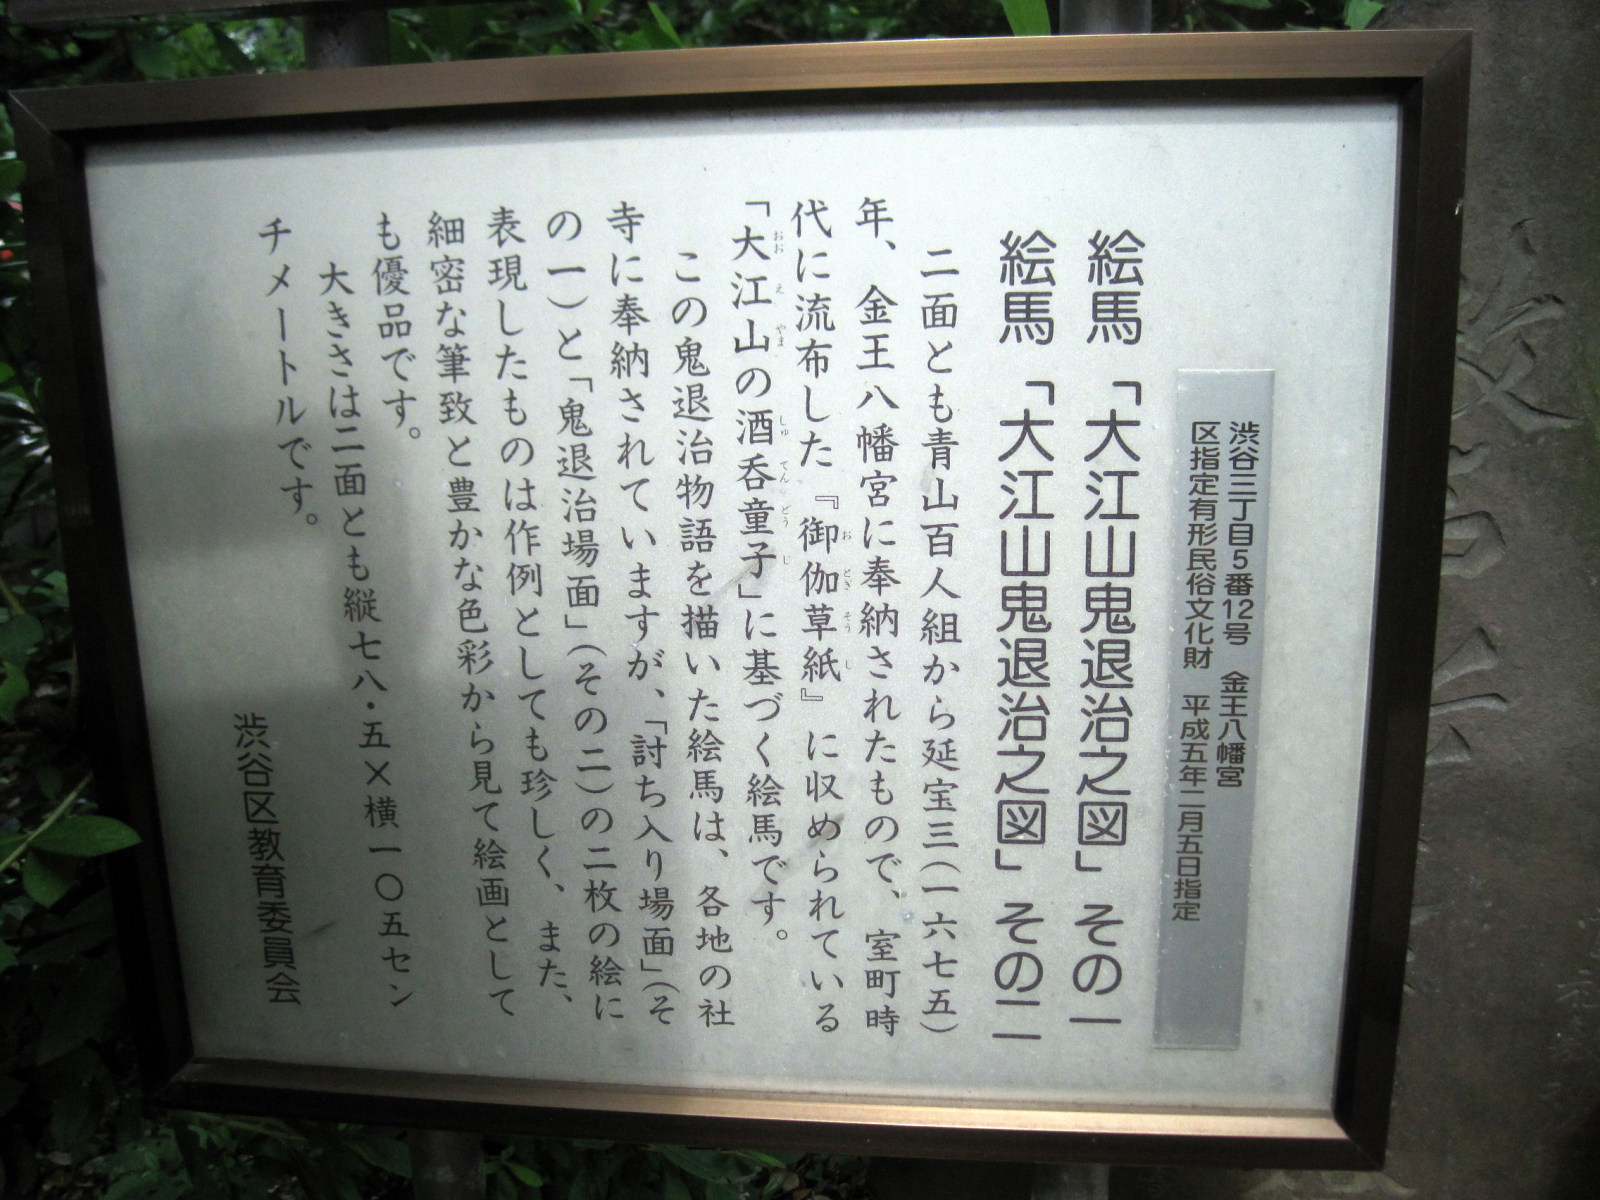 渋谷三丁目5番12号　金王八幡宮
区指定有形民俗文化財　平成五年二月五日指定
絵馬　「大江山鬼退治之図」その一
絵馬　「大江山鬼退治之図」その二
二面とも青山百人組から延宝三（一六七五）
年、金王八幡宮に奉納されたもので、室町時
代に流布した『御伽草紙』に収められている
「大江山の酒呑童子」に基づく絵馬です。
この鬼退治物語を描いた絵馬は、各地の社
寺に奉納されていますが、「討ち入り場面」（そ
の一）と「鬼退治場面」（その二）の二枚の絵に
表現したものは作例としても珍しく、また、
細密な筆致と豊かな色彩から見て絵画として
も優品です。
大きさは二面とも縦七八・五×横一〇五セン
チメートルです。
渋谷区教育委員会